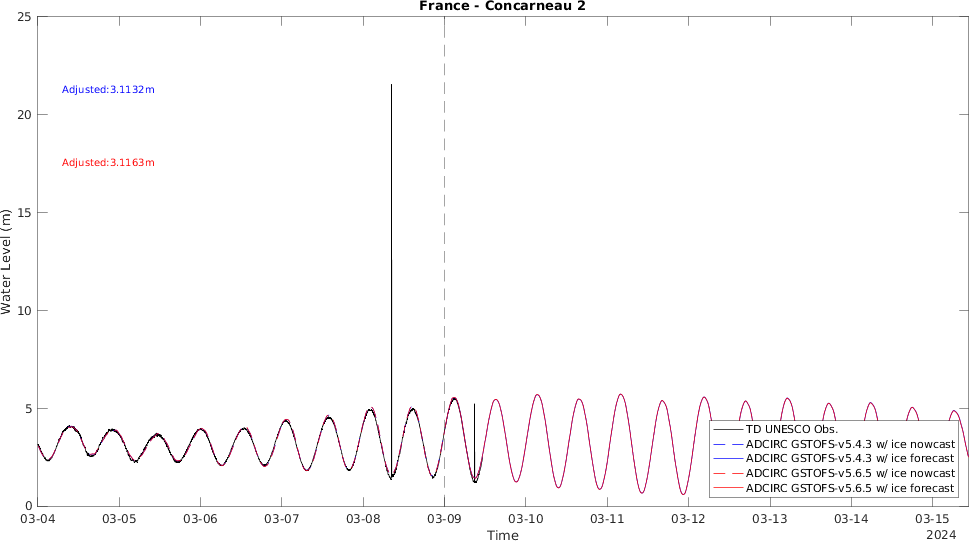 France - Concarneau 2
25
20
15
10
5
0
Water Level (m)
Adjusted:3.1132m
Adjusted:3.1163m
TD UNESCO Obs.
ADCIRC GSTOFS-v5.4.3 w/ ice nowcast
ADCIRC GSTOFS-v5.4.3 w/ ice forecast
ADCIRC GSTOFS-v5.6.5 w/ ice nowcast
ADCIRC GSTOFS-v5.6.5 w/ ice forecast
03-04 03-05 03-06 03-07 03-08 03-09 03-10 03-11 03-12 03-13 03-14 03-15
2024
Time